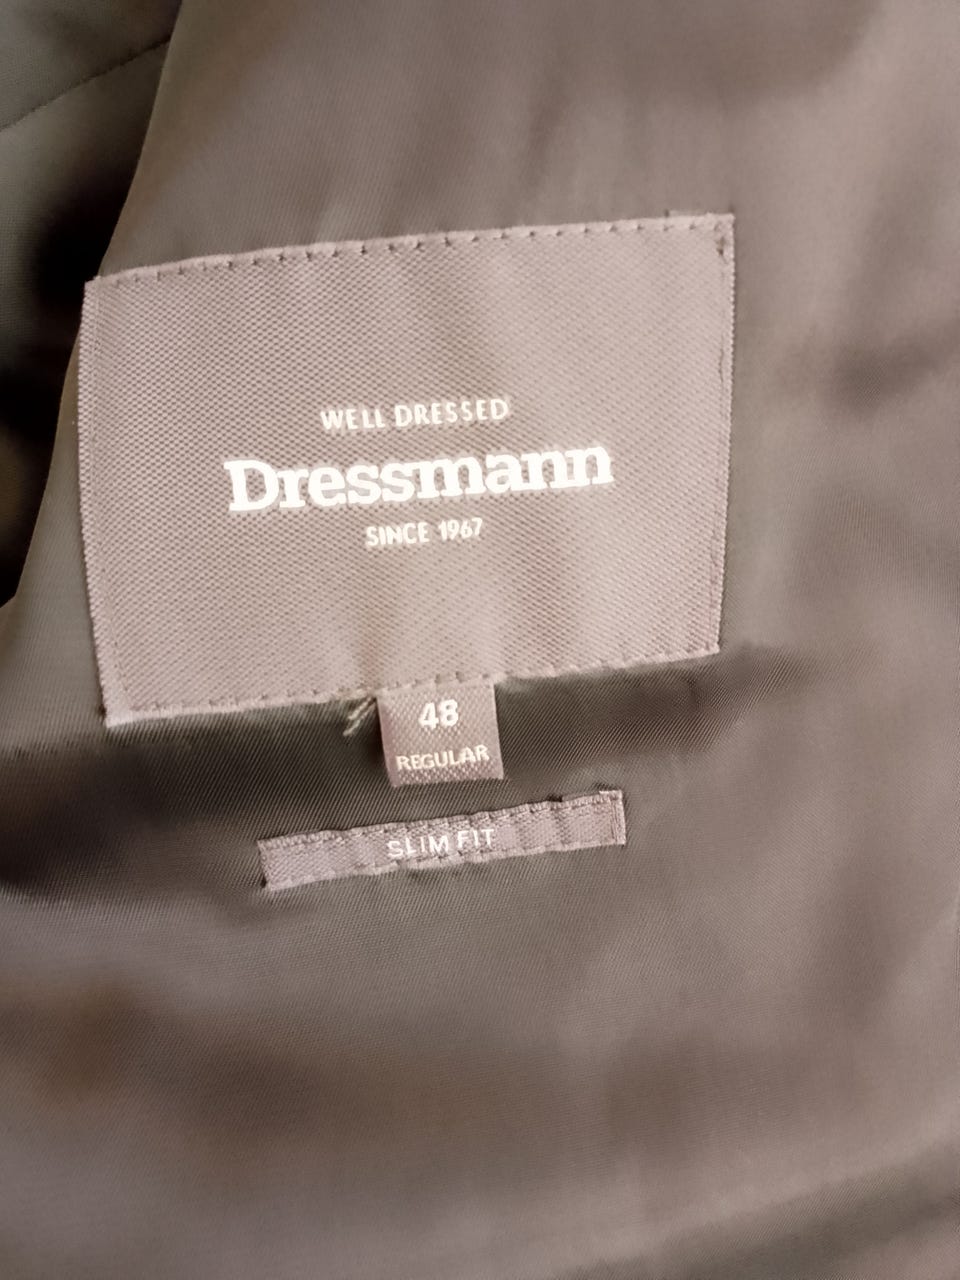 WELL DRESSED
Dressmann
SINCE 1967
48
REGULAR
SLIM FIT